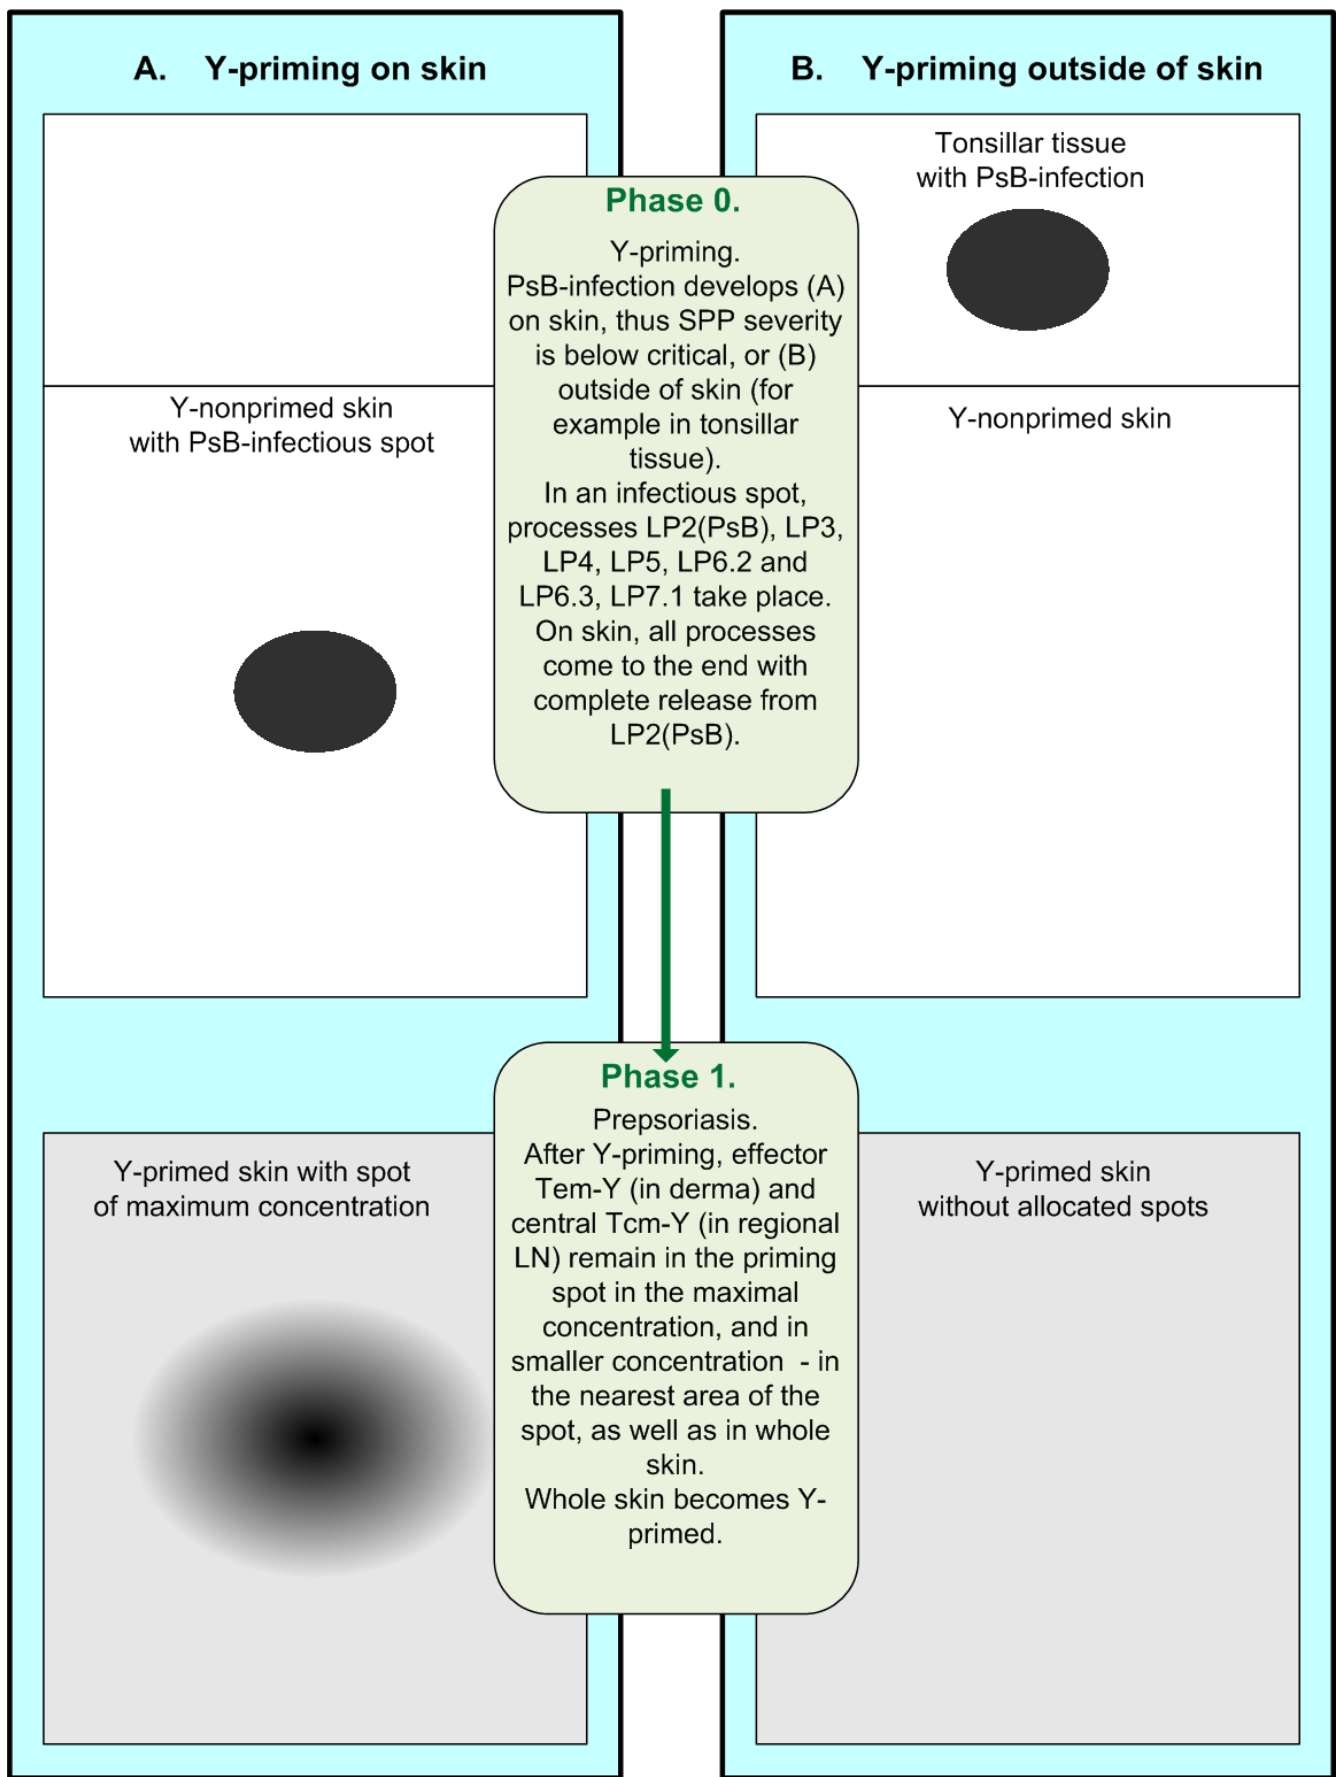 A. Y-priming on skin
B. Y-priming outside of skin
Tonsillar tissue
with PsB-infection
Phase 0.
Y-priming.
PsB-infection develops (A)
on skin, thus SPP severity
is below critical, or (B)
outside of skin (for
example in tonsillar
tissue).
In an infectious spot,
processes LP2(PsB), LP3,
LP4, LP5, LP6.2 and
LP6.3, LP7.1 take place.
On skin, all processes
come to the end with
complete release from
LP2(PsB).
Y-nonprimed skin
with PsB-infectious spot
Y-nonprimed skin
Phase 1.
Prepsoriasis.
After Y-priming, effector
Tem-Y (in derma) and
central Tcm-Y (in regional
LN) remain in the priming
spot in the maximal
concentration, and in
smaller concentration - in
the nearest area of the
spot, as well as in whole
skin.
Whole skin becomes Y-
primed.
Y-primed skin with spot
of maximum concentration
Y-primed skin
without allocated spots